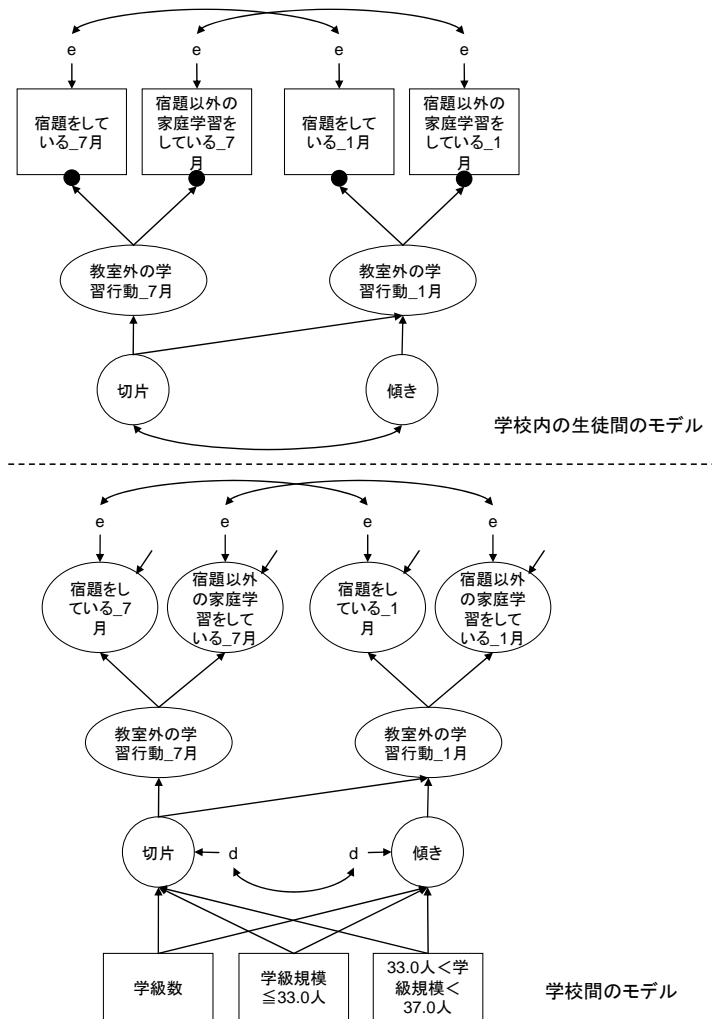 e
e
e
e
宿題をして
いる_7月
宿題以外の
家庭学習を
している_7
月
宿題をして
いる_1月
宿題以外の
家庭学習を
している_1
月
教室外の学
習行動_7月
教室外の学
習行動_1月
切片
傾き
学校内の生徒間のモデル
e
e
e
e
宿題をし
ている_7
月
宿題以外
の家庭学
習をして
いる_7月
宿題をし
ている_1
月
宿題以外
の家庭学
習をして
いる_1月
教室外の学
習行動_7月
教室外の学
習行動_1月
切片
d
d
傾き
学級数
学級規模
≦33.0人
33.0人＜学
級規模＜
37.0人
学校間のモデル